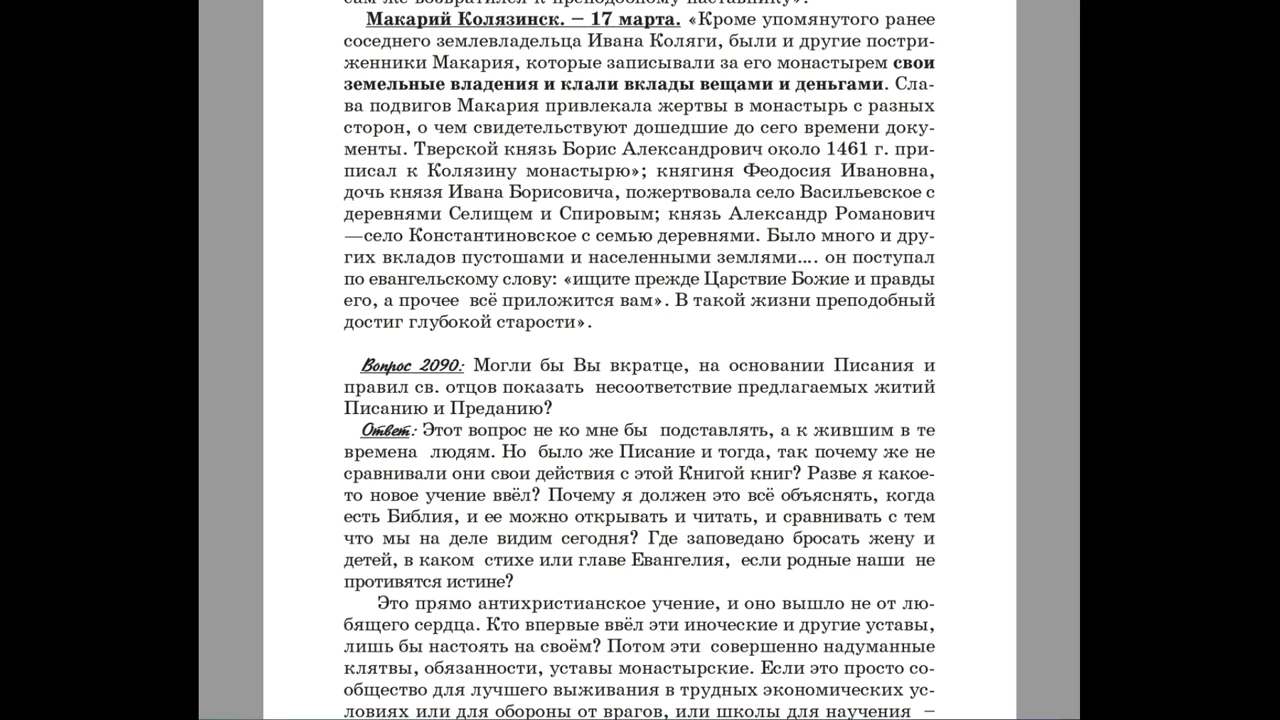 сам же возвратился к преподобному наставнику».
Макарий Колязинск. – 17 марта. «Кроме упомянутого ранее
соседнего землевладельца Ивана Коляги, были и другие постри-
женники Макария, которые записывали за его монастырем свои
земельные владения и клали вклады вещами и деньгами. Сла-
ва подвигов Макария привлекала жертвы в монастырь с разных
сторон, о чем свидетельствуют дошедшие до сего времени доку-
менты. Тверской князь Борис Александрович около 1461 г. при-
писал к Колязину монастырю»; княгиня Феодосия Ивановна,
дочь князя Ивана Борисовича, пожертвовала село Васильевское с
деревнями Селищем и Спировым; князь Александр Романович
—село Константиновское с семью деревнями. Было много и дру-
гих вкладов пустошами и населенными землями.... он поступал
по евангельскому слову: «ищите прежде Царствие Божие и правды
его, а прочее всё приложится вам». В такой жизни преподобный
достиг глубокой старости».
Вопрос 2090: Могли бы Вы вкратце, на основании Писания и
правил св. отцов показать несоответствие предлагаемых житий
Писанию и Преданию?
Ответ: Этот вопрос не ко мне бы подставлять, а к жившим в те
времена людям. Но было же Писание и тогда, так почему же не
сравнивали они свои действия с этой Книгой книг? Разве я какое-
то новое учение ввёл? Почему я должен это всё объяснять, когда
есть Библия, и ее можно открывать и читать, и сравнивать с тем
что мы на деле видим сегодня? Где заповедано бросать жену и
детей, в каком стихе или главе Евангелия, если родные наши не
противятся истине?
Это прямо антихристианское учение, и оно вышло не от лю-
бящего сердца. Кто впервые ввёл эти иноческие и другие уставы,
лишь бы настоять на своём? Потом эти совершенно надуманные
клятвы, обязанности, уставы монастырские. Если это просто со-
общество для лучшего выживания в трудных экономических ус-
ловиях или для обороны от врагов, или школы для научения –